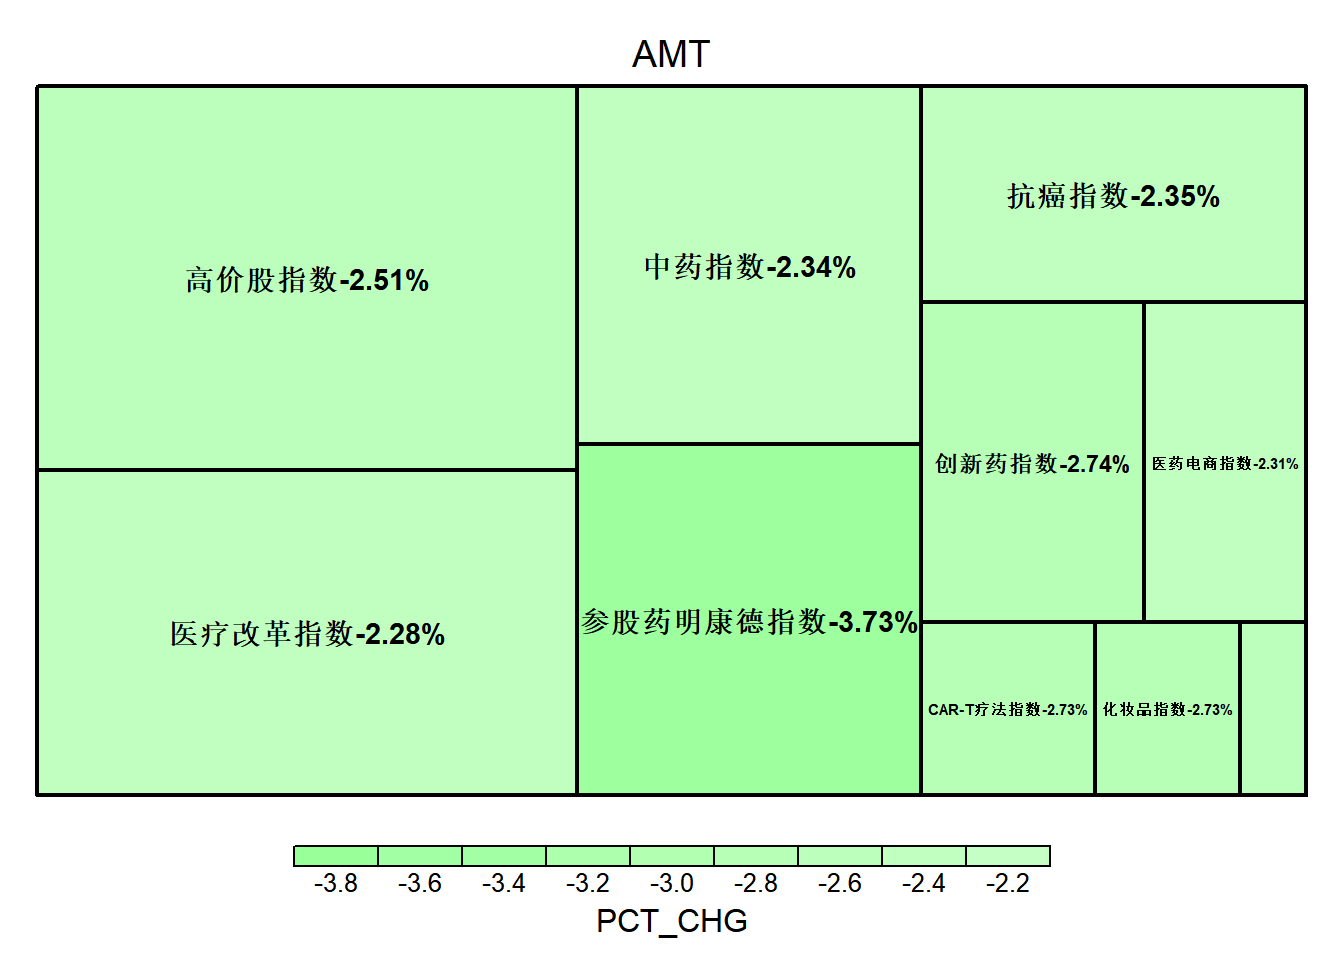 AMT
高价股指数-2.51%
医疗改革指数-2.28%
中药指数-2.34%
参股药明康德指数-3.73%
抗癌指数-2.35%
创新药指数-2.74%
医药电商指数-2.31%
CAR-T疗法指数-2.73%
化妆品指数-2.73%
-3.8 -3.6 -3.4 -3.2 -3.0 -2.8 -2.6 -2.4 -2.2
PCT_CHG